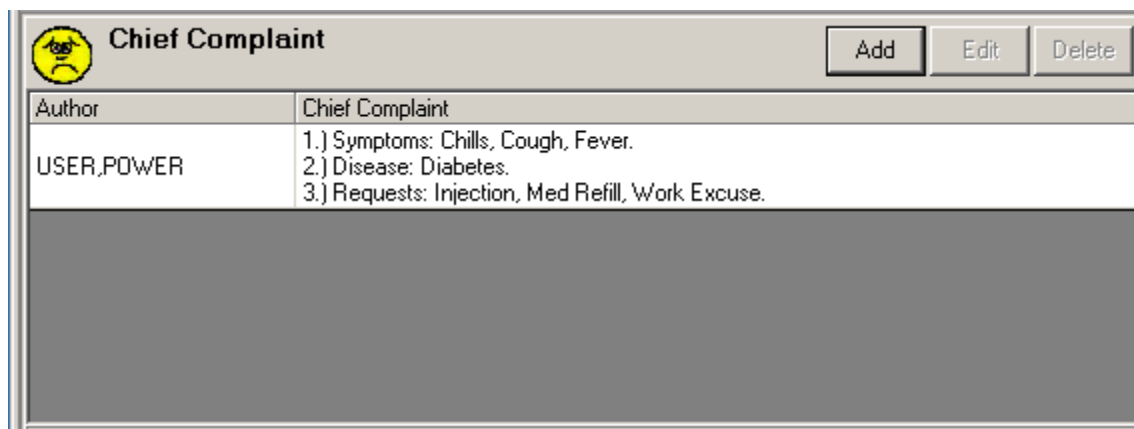 Chief Complaint
Add Edit Delete
Author Chief Complaint
USER,POWER
1.) Symptoms: Chills, Cough, Fever.
2.) Disease: Diabetes.
3.) Requests: Injection, Med Refill, Work Excuse.